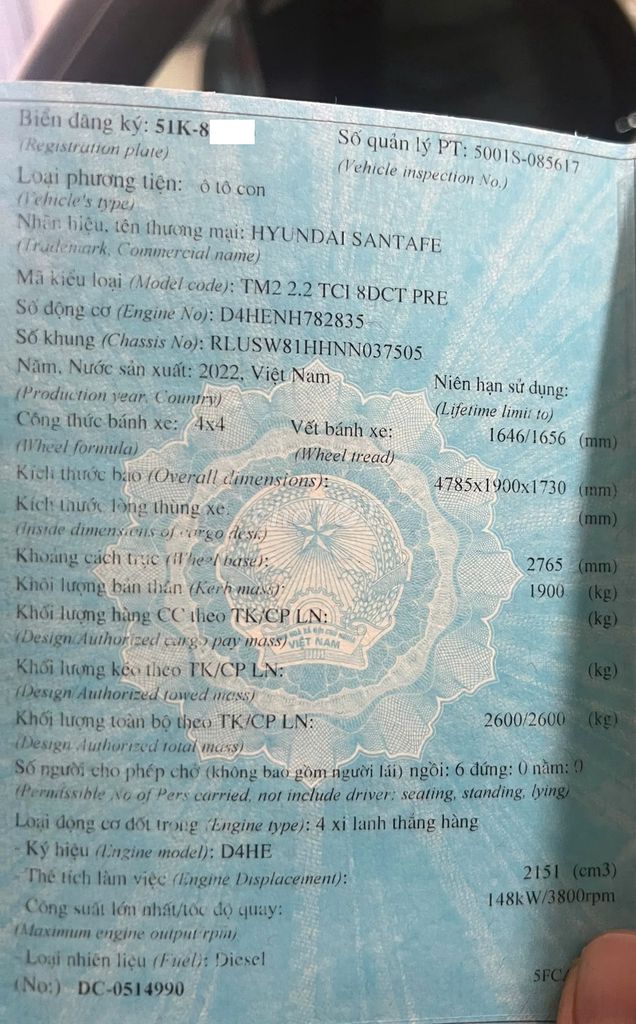 Biển đăng ký: 51K-8
(Registration plate)
Số quản lý PT: 5001S-085617
(Vehicle inspection No.)
Loại phương tiện: ô tô con
(Vehicle's type)
Nhãn hiệu, tên thương mại: HYUNDAI SANTAFE
(Trademark, Commercial name)
Mã kiểu loại (Model code): TM2 2.2 TCI 8DCT PRE
Số động cơ (Engine No): D4HENH782835
Số khung (Chassis No): RLUSW81HHNN037505
Năm, Nước sản xuất: 2022, Việt Nam
(Production year, Country)
Niên hạn sử dụng:
(Lifetime limit to)
Công thức bánh xe: 4x4
(Wheel formula)
Vết bánh xe: 1646/1656 (mm)
(Wheel tread)
Kích thước bao (Overall dimensions): 4785x1900x1730 (mm)
Kích thước lòng thùng xe: (mm)
(Inside dimensions of cargo desk)
Khoảng cách trục (Wheel base): 2765 (mm)
Khối lượng bản thân (Kerb mass): 1900 (kg)
Khối lượng hàng CC theo TK/CP LN: (kg)
(Design Authorized cargo pay mass)
Khối lượng kéo theo TK/CP LN: (kg)
(Design Authorized towed mass)
Khối lượng toàn bộ theo TK/CP LN: 2600/2600 (kg)
(Design Authorized total mass)
VIỆT NAM
Số người cho phép chở (không bao gồm người lái) ngồi: 6 đứng: 0 nằm: 0
(Permissible No of Pers carried, not include driver: seating, standing, lying)
Loại động cơ đốt trong (Engine type): 4 xi lanh thẳng hàng
- Ký hiệu (Engine model): D4HE
- Thể tích làm việc (Engine Displacement): 2151 (cm3)
Công suất lớn nhất/tốc độ quay: 148kW/3800rpm
(Maximum engine output rpm)
Loại nhiên liệu (Fuel): Diesel
(No:) DC-0514990